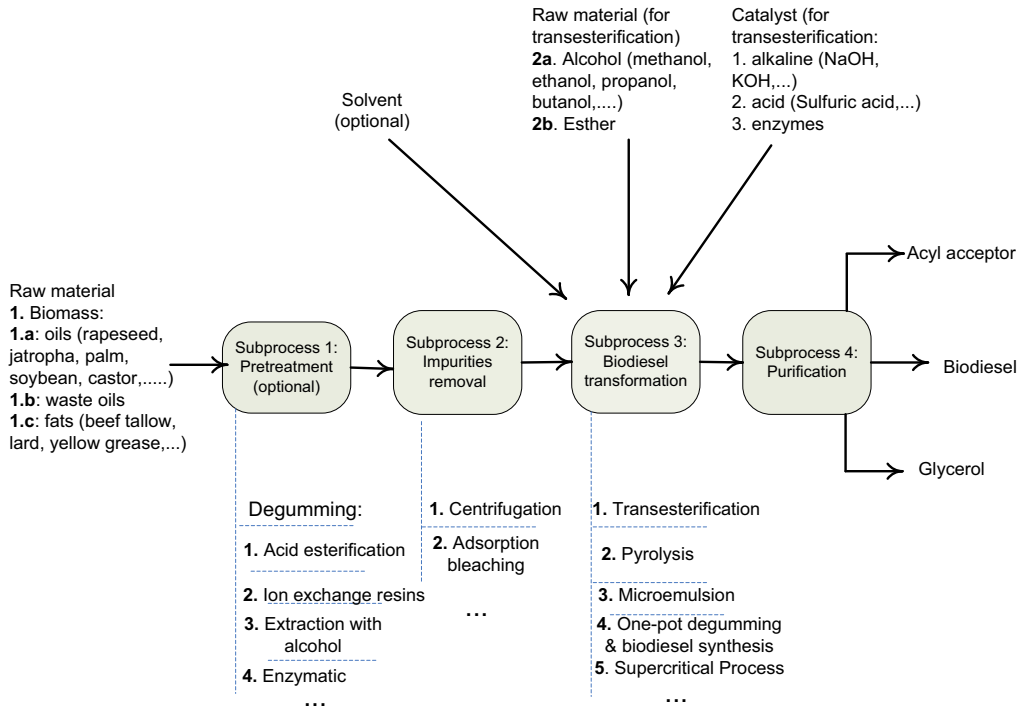 Raw material (for
transesterification)
2a. Alcohol (methanol,
ethanol, propanol,
butanol,....)
2b. Esther
Catalyst (for
transesterification:
1. alkaline (NaOH,
KOH,...)
2. acid (Sulfuric acid,...)
3. enzymes
Solvent
(optional)
Raw material
1. Biomass:
1.a: oils (rapeseed,
jatropha, palm,
soybean, castor,.....)
1.b: waste oils
1.c: fats (beef tallow,
lard, yellow grease,...)
Subprocess 1:
Pretreatment
(optional)
Subprocess 2:
Impurities
removal
Subprocess 3:
Biodiesel
transformation
Subprocess 4:
Purification
Acyl acceptor
Biodiesel
Glycerol
Degumming:
1. Acid esterification
2. Ion exchange resins
3. Extraction with
alcohol
4. Enzymatic
...
1. Centrifugation
2. Adsorption
bleaching
...
1. Transesterification
2. Pyrolysis
3. Microemulsion
4. One-pot degumming
& biodiesel synthesis
5. Supercritical Process
...